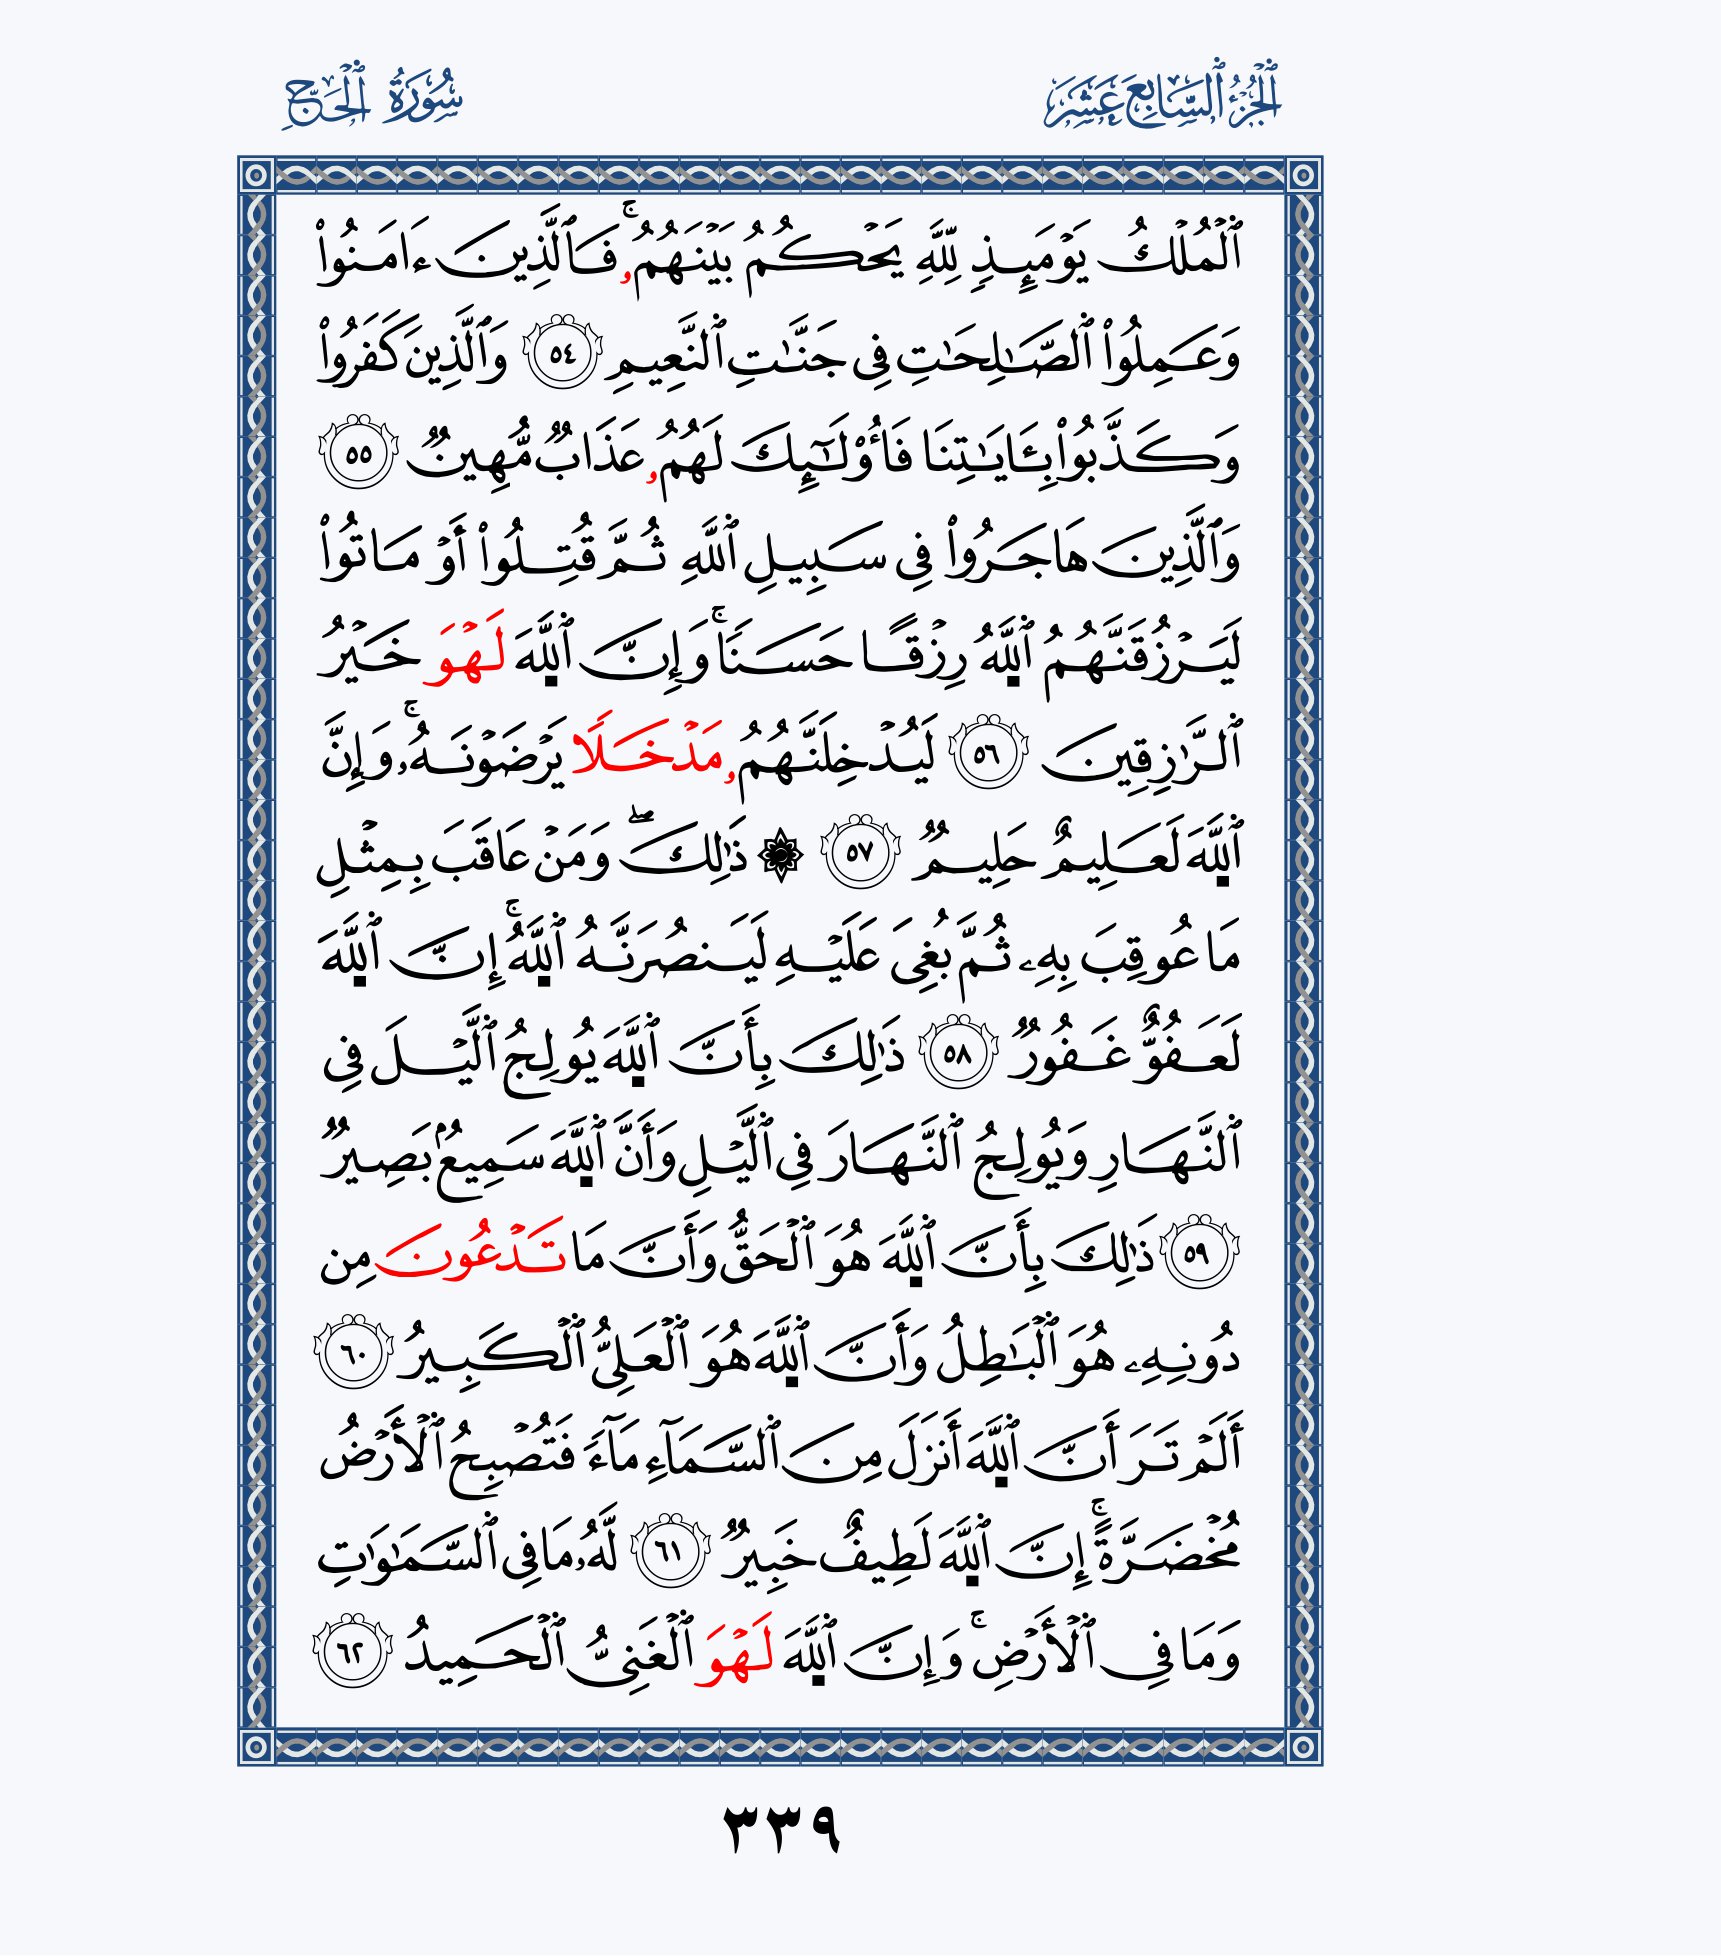 ٱلْجُزْءُ ٱلسَّابِعَ عَشَرَ
سُورَةُ ٱلْحَجِّ
ٱلْمُلْكُ يَوْمَئِذٍ لِلَّهِ يَحْكُمُ بَيْنَهُمُۥ ۚ فَٱلَّذِينَ ءَامَنُوا۟
وَعَمِلُوا۟ ٱلصَّٰلِحَٰتِ فِى جَنَّٰتِ ٱلنَّعِيمِ ٥٤ وَٱلَّذِينَ كَفَرُوا۟
وَكَذَّبُوا۟ بِـَٔايَٰتِنَا فَأُو۟لَٰٓئِكَ لَهُمُۥ عَذَابٌ مُّهِينٌ ٥٥
وَٱلَّذِينَ هَاجَرُوا۟ فِى سَبِيلِ ٱللَّهِ ثُمَّ قُتِلُوا۟ أَوْ مَاتُوا۟
لَيَرْزُقَنَّهُمُ ٱللَّهُ رِزْقًا حَسَنًا ۚ وَإِنَّ ٱللَّهَ لَهْوَ خَيْرُ
ٱلرَّٰزِقِينَ ٥٦ لَيُدْخِلَنَّهُمُۥ مَدْخَلًا يَرْضَوْنَهُۥ ۚ وَإِنَّ
ٱللَّهَ لَعَلِيمٌ حَلِيمٌ ٥٧ ۞ ذَٰلِكَ ۖ وَمَنْ عَاقَبَ بِمِثْلِ
مَا عُوقِبَ بِهِۦ ثُمَّ بُغِىَ عَلَيْهِ لَيَنصُرَنَّهُ ٱللَّهُ ۚ إِنَّ ٱللَّهَ
لَعَفُوٌّ غَفُورٌ ٥٨ ذَٰلِكَ بِأَنَّ ٱللَّهَ يُولِجُ ٱلَّيْلَ فِى
ٱلنَّهَارِ وَيُولِجُ ٱلنَّهَارَ فِى ٱلَّيْلِ وَأَنَّ ٱللَّهَ سَمِيعٌۢ بَصِيرٌ
٥٩ ذَٰلِكَ بِأَنَّ ٱللَّهَ هُوَ ٱلْحَقُّ وَأَنَّ مَا تَدْعُونَ مِن
دُونِهِۦ هُوَ ٱلْبَٰطِلُ وَأَنَّ ٱللَّهَ هُوَ ٱلْعَلِىُّ ٱلْكَبِيرُ ٦٠
أَلَمْ تَرَ أَنَّ ٱللَّهَ أَنزَلَ مِنَ ٱلسَّمَآءِ مَآءً فَتُصْبِحُ ٱلْأَرْضُ
مُخْضَرَّةً ۚ إِنَّ ٱللَّهَ لَطِيفٌ خَبِيرٌ ٦١ لَّهُۥ مَا فِى ٱلسَّمَٰوَٰتِ
وَمَا فِى ٱلْأَرْضِ ۚ وَإِنَّ ٱللَّهَ لَهْوَ ٱلْغَنِىُّ ٱلْحَمِيدُ ٦٢
٣٣٩